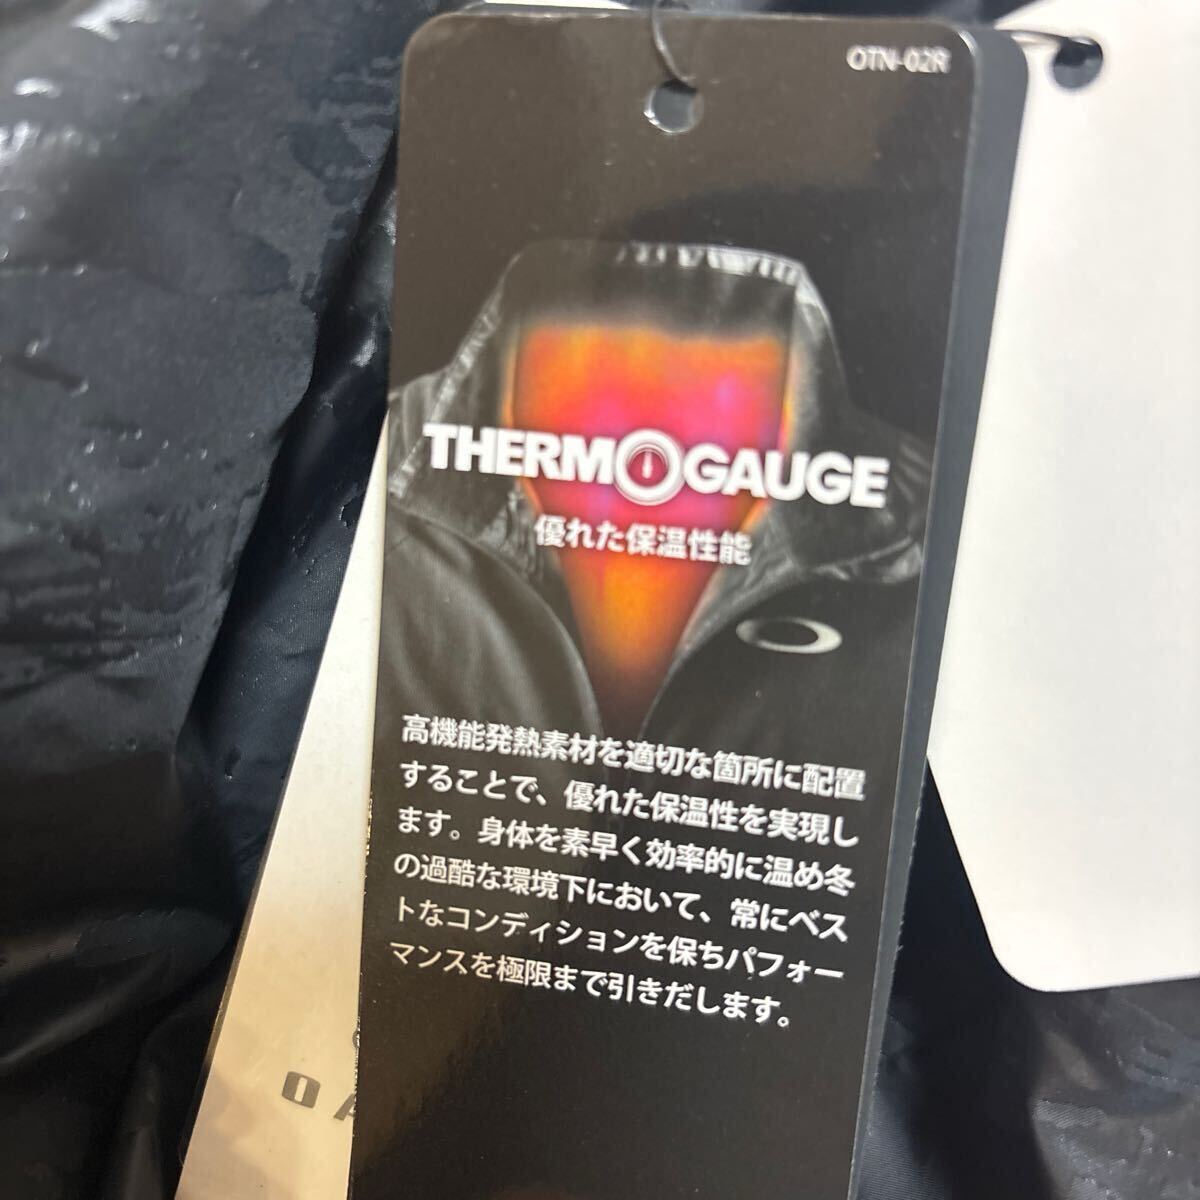 OTN-02R
THERMOGAUGE
優れた保温性能
高機能発熱素材を適切な箇所に配置
することで、優れた保温性を実現し
ます。身体を素早く効率的に温め冬
の過酷な環境下において、常にベス
トなコンディションを保ちパフォー
マンスを極限まで引きだします。